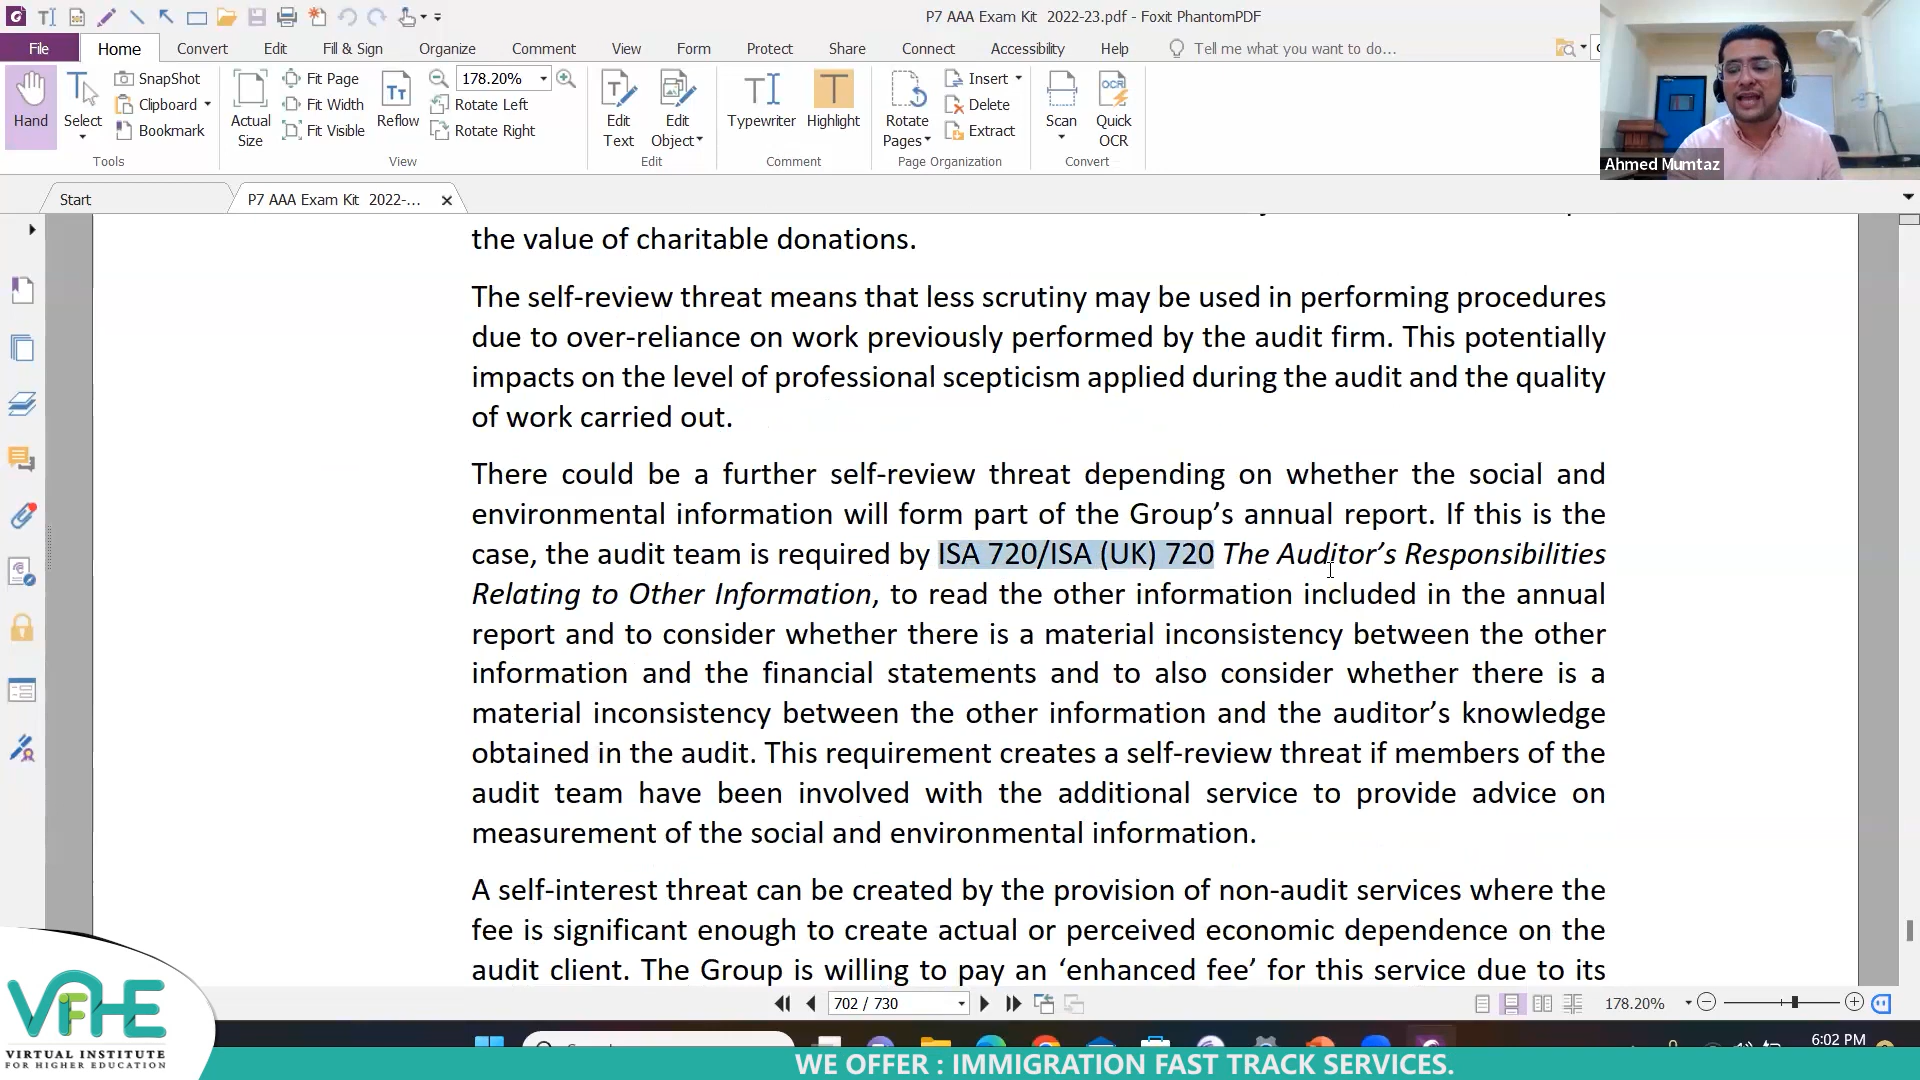 P7 AAA Exam Kit 2022-23.pdf - Foxit PhantomPDF
File Home Convert Edit Fill & Sign Organize Comment View Form Protect Share Connect Accessibility Help Tell me what you want to do...
Hand
Select
SnapShot
Clipboard
Bookmark
Tools
Actual Size
Fit Page
Fit Width
Fit Visible
Reflow
178.20%
Rotate Left
Rotate Right
View
Edit Text
Edit Object
Edit
Typewriter
Highlight
Comment
Rotate Pages
Insert
Delete
Extract
Page Organization
Scan
Quick OCR
Convert
Ahmed Mumtaz
Start
P7 AAA Exam Kit 2022-...
the value of charitable donations.
The self-review threat means that less scrutiny may be used in performing procedures
due to over-reliance on work previously performed by the audit firm. This potentially
impacts on the level of professional scepticism applied during the audit and the quality
of work carried out.
There could be a further self-review threat depending on whether the social and
environmental information will form part of the Group’s annual report. If this is the
case, the audit team is required by ISA 720/ISA (UK) 720 The Auditor’s Responsibilities
Relating to Other Information, to read the other information included in the annual
report and to consider whether there is a material inconsistency between the other
information and the financial statements and to also consider whether there is a
material inconsistency between the other information and the auditor’s knowledge
obtained in the audit. This requirement creates a self-review threat if members of the
audit team have been involved with the additional service to provide advice on
measurement of the social and environmental information.
A self-interest threat can be created by the provision of non-audit services where the
fee is significant enough to create actual or perceived economic dependence on the
audit client. The Group is willing to pay an ‘enhanced fee’ for this service due to its
702 / 730
178.20%
6:02 PM
VIFHE
VIRTUAL INSTITUTE
FOR HIGHER EDUCATION
WE OFFER : IMMIGRATION FAST TRACK SERVICES.